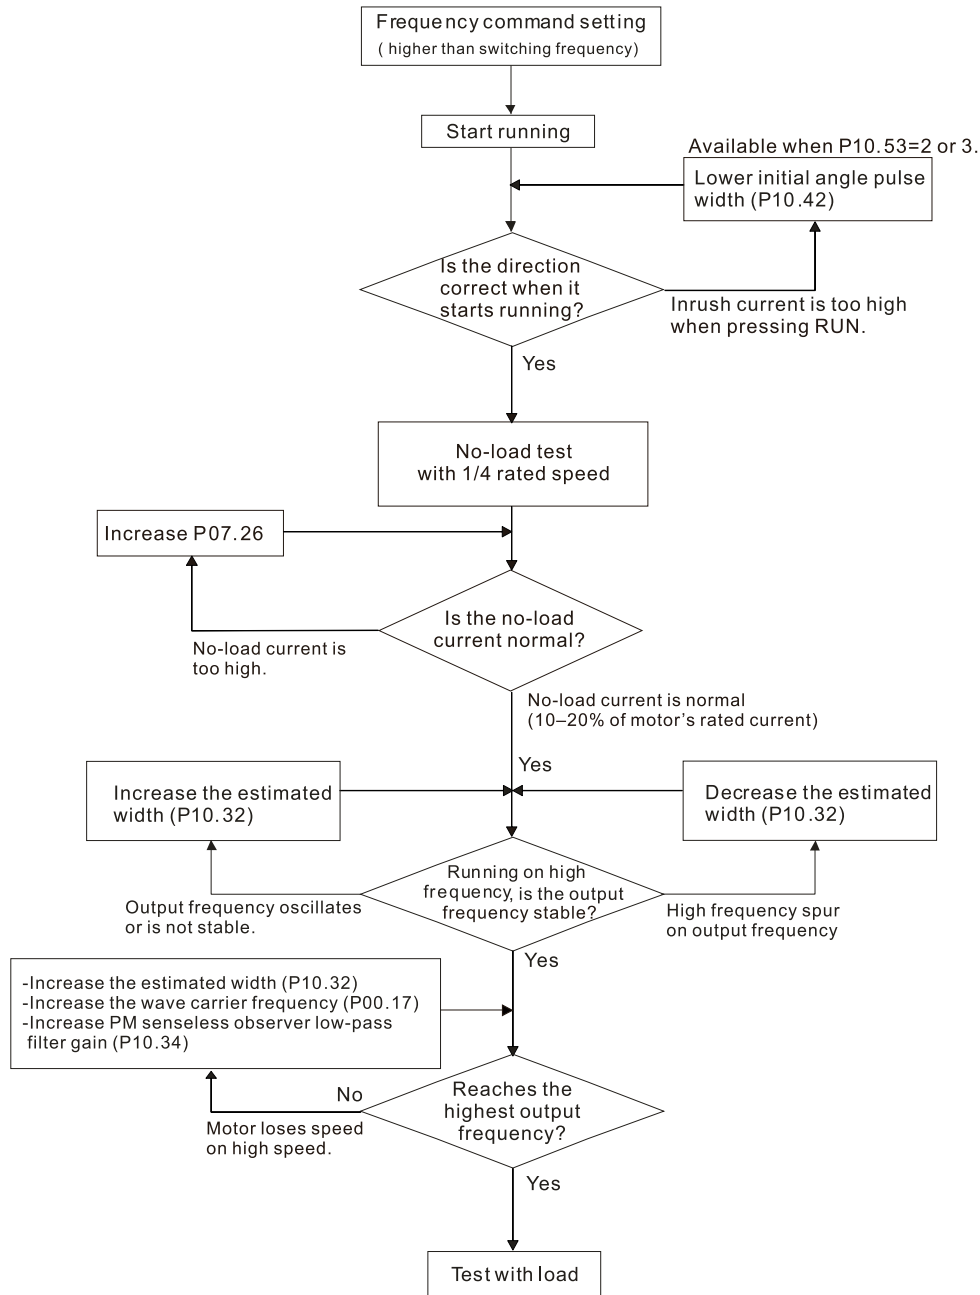 Frequency command setting
( higher than switching frequency)
Start running
Available when P10.53=2 or 3.
Lower initial angle pulse
width (P10.42)
Is the direction
correct when it
starts running?
Inrush current is too high
when pressing RUN.
Yes
No-load test
with 1/4 rated speed
Increase P07.26
Is the no-load
current normal?
No-load current is
too high.
No-load current is normal
(10–20% of motor’s rated current)
Yes
Increase the estimated
width (P10.32)
Decrease the estimated
width (P10.32)
Running on high
frequency, is the output
frequency stable?
Output frequency oscillates
or is not stable.
High frequency spur
on output frequency
Yes
-Increase the estimated width (P10.32)
-Increase the wave carrier frequency (P00.17)
-Increase PM senseless observer low-pass
filter gain (P10.34)
No
Reaches the
highest output
frequency?
Motor loses speed
on high speed.
Yes
Test with load